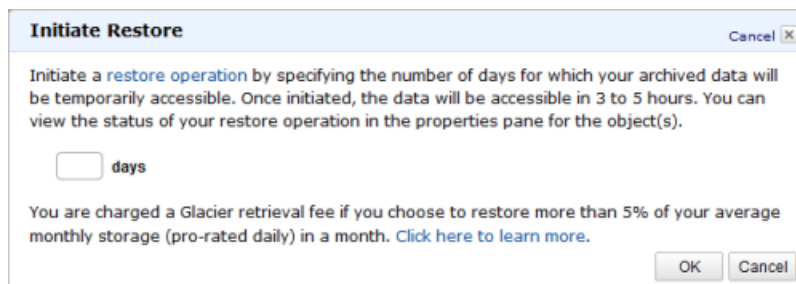 Initiate Restore
Cancel
Initiate a restore operation by specifying the number of days for which your archived data will
be temporarily accessible. Once initiated, the data will be accessible in 3 to 5 hours. You can
view the status of your restore operation in the properties pane for the object(s).
days
You are charged a Glacier retrieval fee if you choose to restore more than 5% of your average
monthly storage (pro-rated daily) in a month. Click here to learn more.
OK Cancel